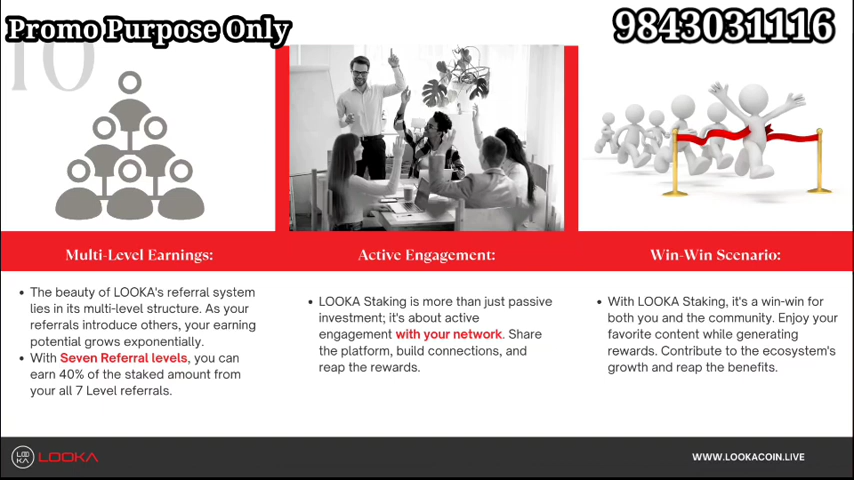 Promo Purpose Only
9843031116
10
Multi-Level Earnings:
• The beauty of LOOKA's referral system
lies in its multi-level structure. As your
referrals introduce others, your earning
potential grows exponentially.
• With Seven Referral levels, you can
earn 40% of the staked amount from
your all 7 Level referrals.
Active Engagement:
• LOOKA Staking is more than just passive
investment; it's about active
engagement with your network. Share
the platform, build connections, and
reap the rewards.
Win-Win Scenario:
• With LOOKA Staking, it's a win-win for
both you and the community. Enjoy your
favorite content while generating
rewards. Contribute to the ecosystem's
growth and reap the benefits.
LOO
KA
LOOKA
WWW.LOOKACOIN.LIVE